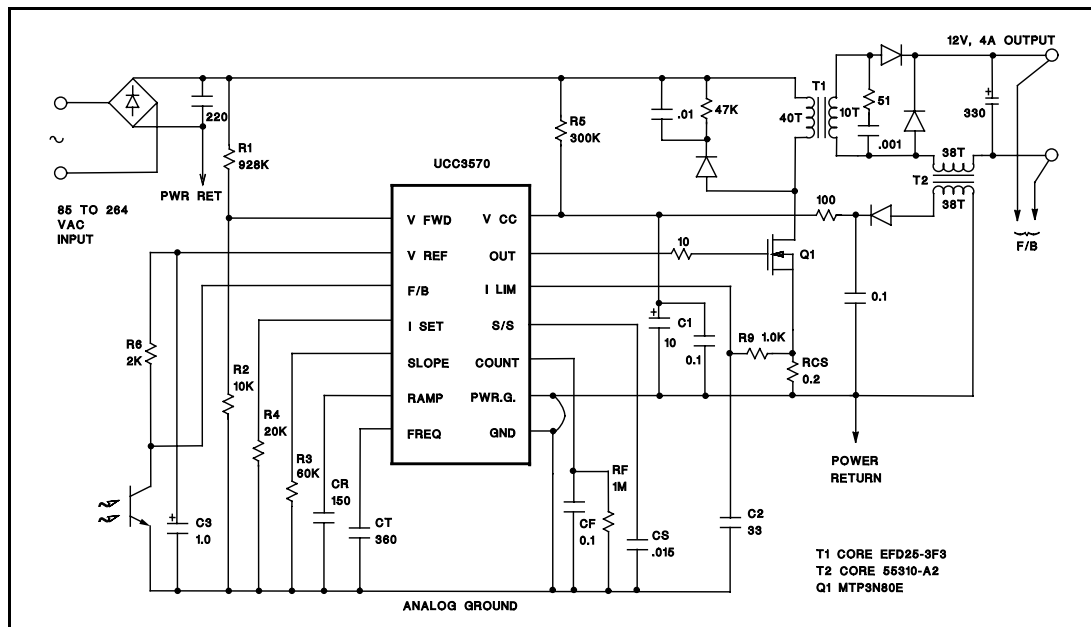 12V, 4A OUTPUT
T1
220
.01
47K
40T
10T
51
.001
330
R1
928K
R5
300K
UCC3570
PWR RET
85 TO 264
VAC
INPUT
38T
T2
38T
F/B
V FWD
V REF
F/B
I SET
SLOPE
RAMP
FREQ
V CC
OUT
I LIM
S/S
COUNT
PWR.G.
GND
100
10
Q1
0.1
C1
10
0.1
R9 1.0K
RCS
0.2
R6
2K
R2
10K
R4
20K
R3
60K
CR
150
CT
360
RF
1M
CF
0.1
CS
.015
C2
33
C3
1.0
POWER
RETURN
+
+
+
~
T1 CORE EFD25-3F3
T2 CORE 55310-A2
Q1 MTP3N80E
ANALOG GROUND